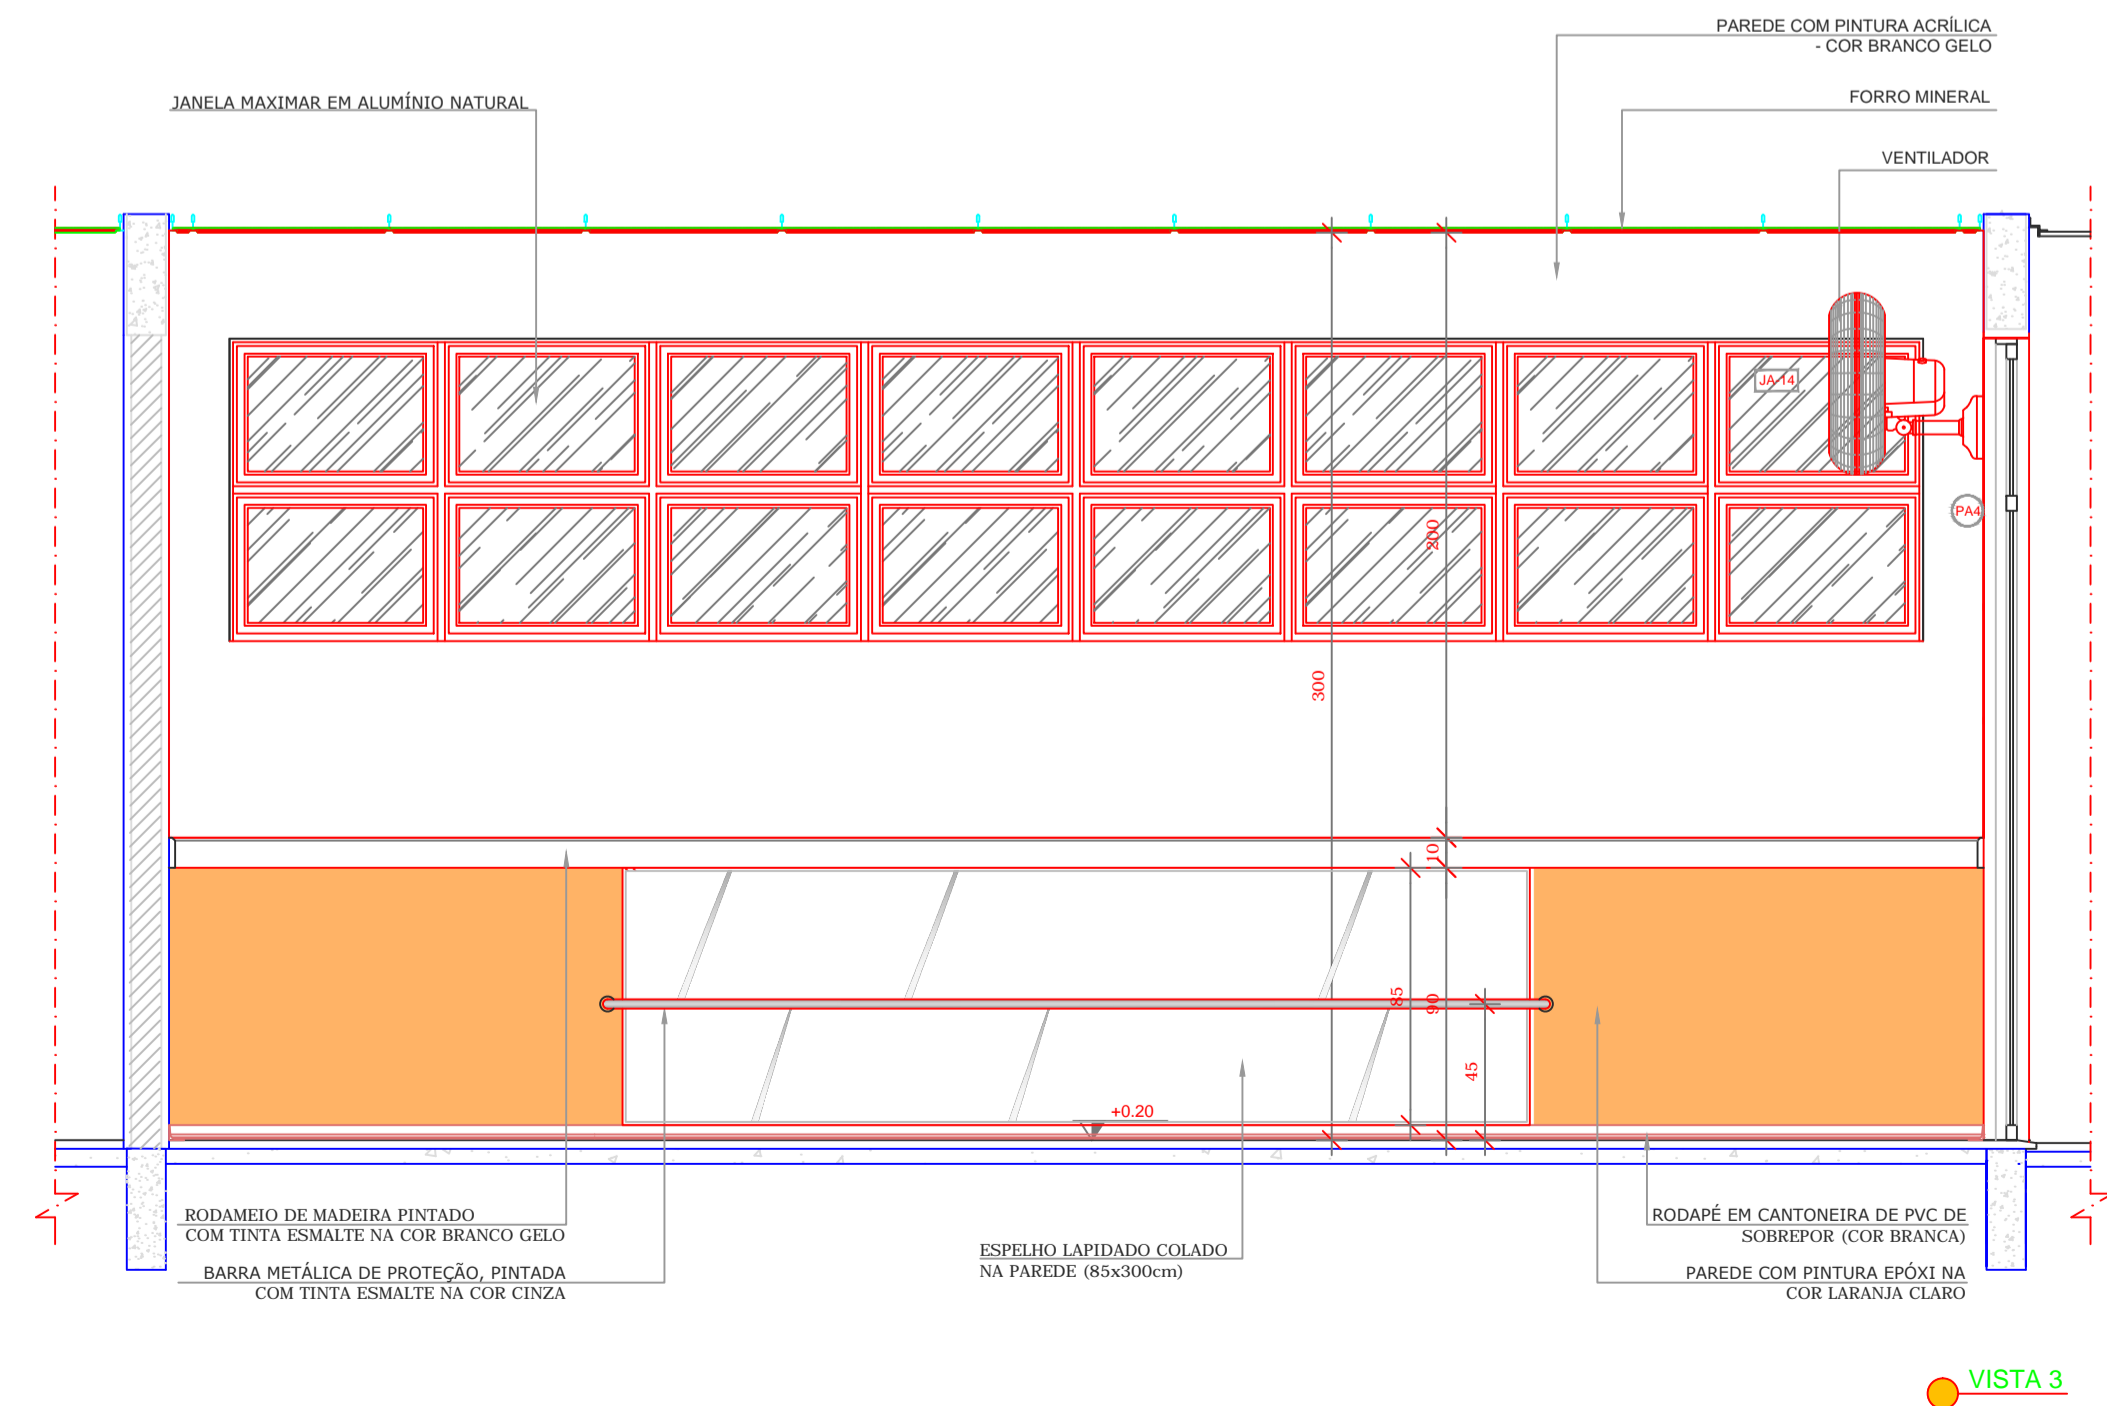 PAREDE COM PINTURA ACRÍLICA
- COR BRANCO GELO
JANELA MAXIMAR EM ALUMÍNIO NATURAL
FORRO MINERAL
VENTILADOR
JA-14
PA4
200
300
10
85
90
45
+0.20
RODAMEIO DE MADEIRA PINTADO
COM TINTA ESMALTE NA COR BRANCO GELO
BARRA METÁLICA DE PROTEÇÃO, PINTADA
COM TINTA ESMALTE NA COR CINZA
ESPELHO LAPIDADO COLADO
NA PAREDE (85x300cm)
RODAPÉ EM CANTONEIRA DE PVC DE
SOBREPOR (COR BRANCA)
PAREDE COM PINTURA EPÓXI NA
COR LARANJA CLARO
VISTA 3